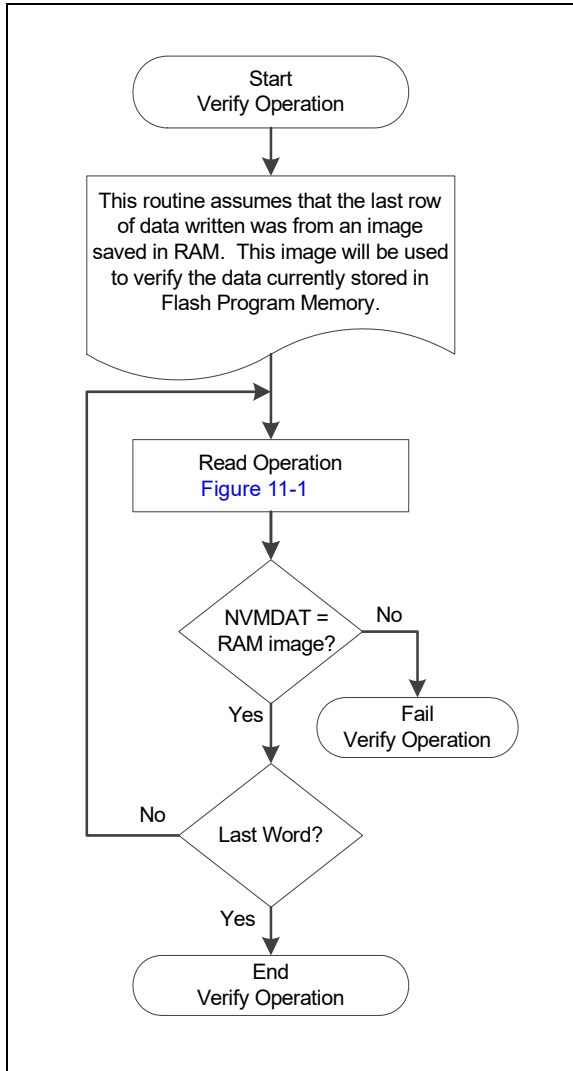 Start
Verify Operation
This routine assumes that the last row
of data written was from an image
saved in RAM.  This image will be used
to verify the data currently stored in
Flash Program Memory.
Read Operation
Figure 11-1
NVMDAT =
RAM image?
No
Yes
Fail
Verify Operation
No
Last Word?
Yes
End
Verify Operation